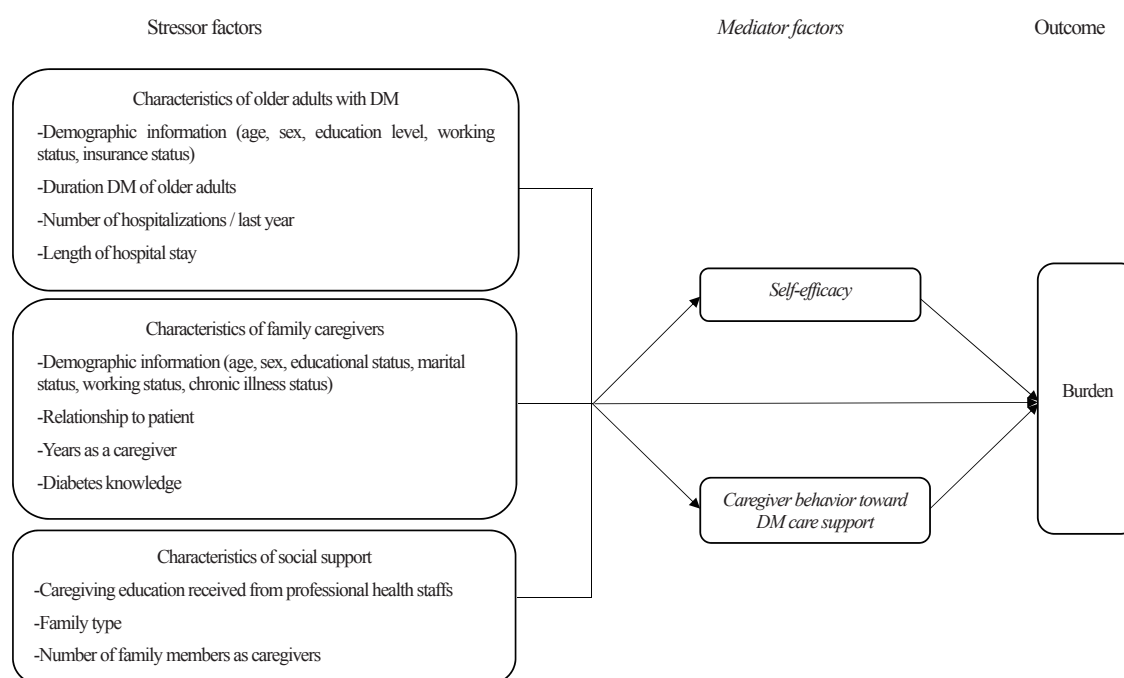 Stressor factors
Mediator factors
Outcome
Characteristics of older adults with DM
-Demographic information (age, sex, education level, working
status, insurance status)
-Duration DM of older adults
-Number of hospitalizations / last year
-Length of hospital stay
Characteristics of family caregivers
-Demographic information (age, sex, educational status, marital
status, working status, chronic illness status)
-Relationship to patient
-Years as a caregiver
-Diabetes knowledge
Characteristics of social support
-Caregiving education received from professional health staffs
-Family type
-Number of family members as caregivers
Self-efficacy
Caregiver behavior toward
DM care support
Burden